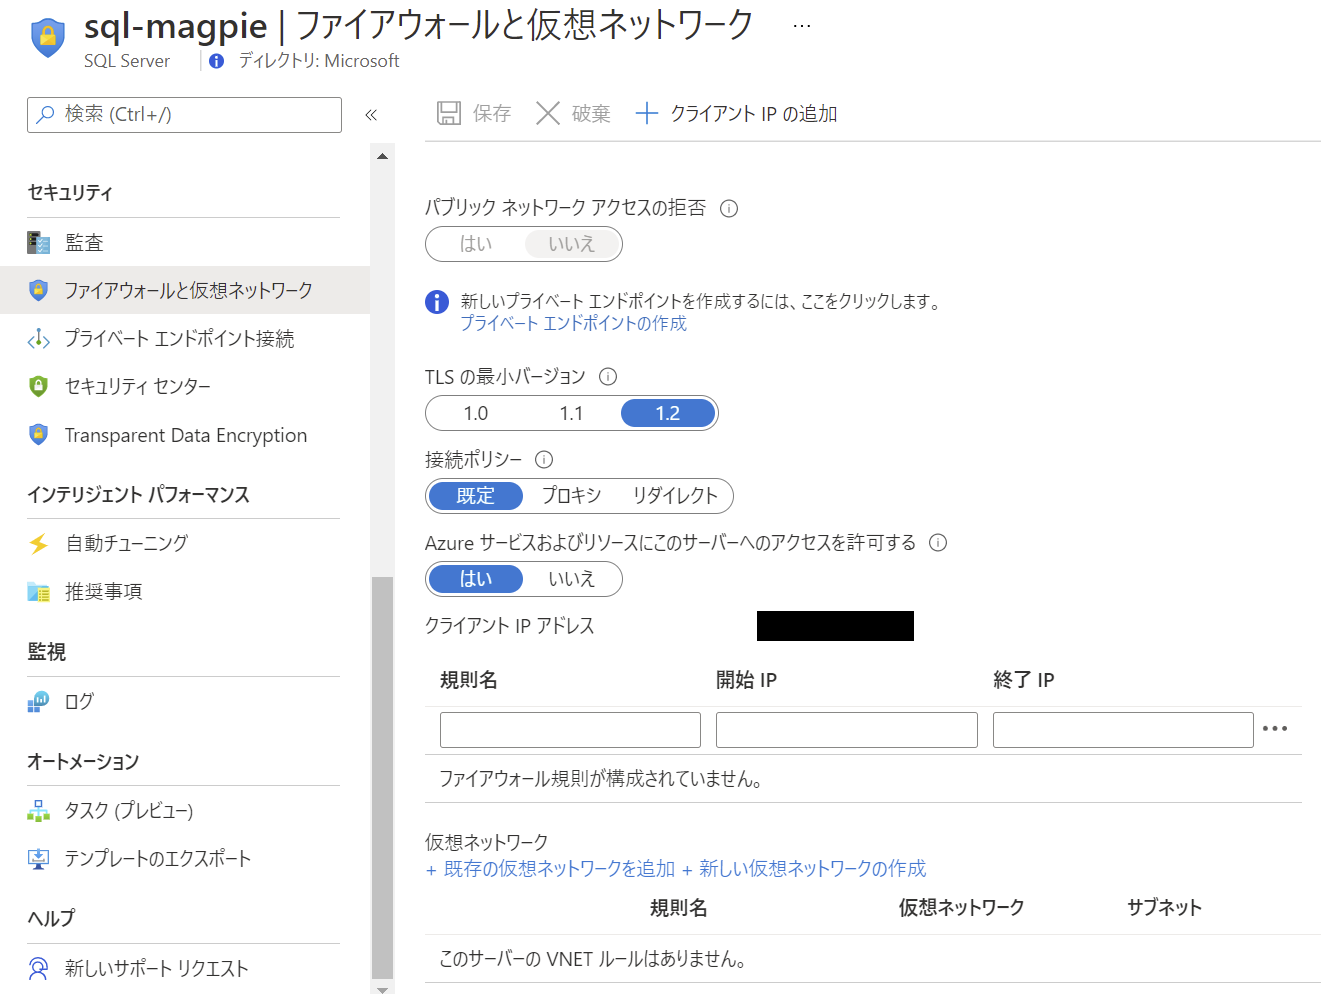 sql-magpie | ファイアウォールと仮想ネットワーク ...
SQL Server ディレクトリ: Microsoft
検索 (Ctrl+/)
«
保存 破棄 クライアント IP の追加
セキュリティ
監査
ファイアウォールと仮想ネットワーク
プライベート エンドポイント接続
セキュリティ センター
Transparent Data Encryption
インテリジェント パフォーマンス
自動チューニング
推奨事項
監視
ログ
オートメーション
タスク (プレビュー)
テンプレートのエクスポート
ヘルプ
新しいサポート リクエスト
パブリック ネットワーク アクセスの拒否
はい いいえ
新しいプライベート エンドポイントを作成するには、ここをクリックします。
プライベート エンドポイントの作成
TLS の最小バージョン
1.0 1.1 1.2
接続ポリシー
既定 プロキシ リダイレクト
Azure サービスおよびリソースにこのサーバーへのアクセスを許可する
はい いいえ
クライアント IP アドレス
規則名 開始 IP 終了 IP
ファイアウォール規則が構成されていません。
仮想ネットワーク
+ 既存の仮想ネットワークを追加 + 新しい仮想ネットワークの作成
規則名 仮想ネットワーク サブネット
このサーバーの VNET ルールはありません。